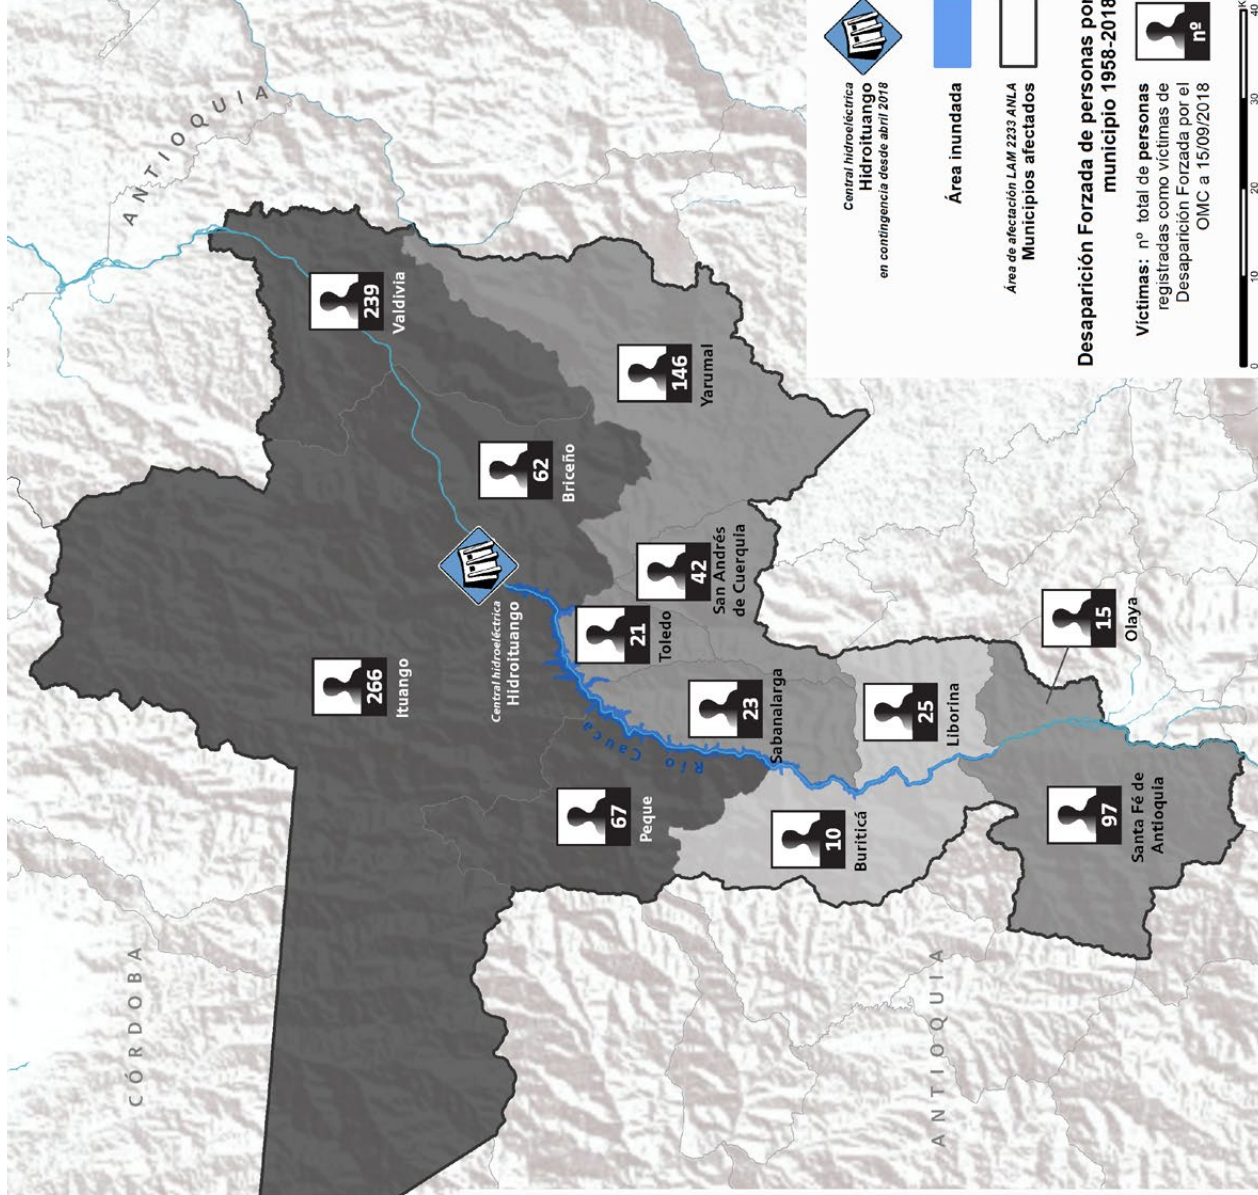 CÓRDOBA
ANTIOQUIA
266
Ituango
239
Valdivia
Central hidroeléctrica
Hidroituango
62
Briceño
67
Peque
Río Cauca
21
Toledo
146
Yarumal
42
San Andrés
de Cuerquia
23
Sabanalarga
10
Buriticá
25
Liborina
ANTIOQUIA
97
Santa Fé de
Antioquia
15
Olaya
Central hidroeléctrica
Hidroituango
en contingencia desde abril 2018
Área inundada
Área de afectación LAM 2233 ANLA
Municipios afectados
Desaparición Forzada de personas por
municipio 1958-2018
Víctimas: nº total de personas
registradas como víctimas de
Desaparición Forzada por el
OMC a 15/09/2018
nº
0 10 20 30 40